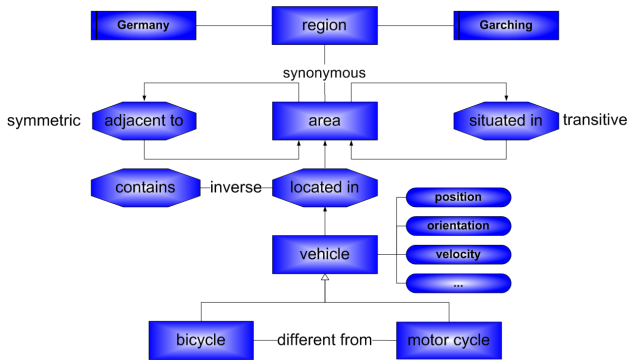 Germany
region
Garching
synonymous
symmetric
adjacent to
area
situated in
transitive
contains
inverse
located in
position
orientation
vehicle
velocity
...
bicycle
different from
motor cycle